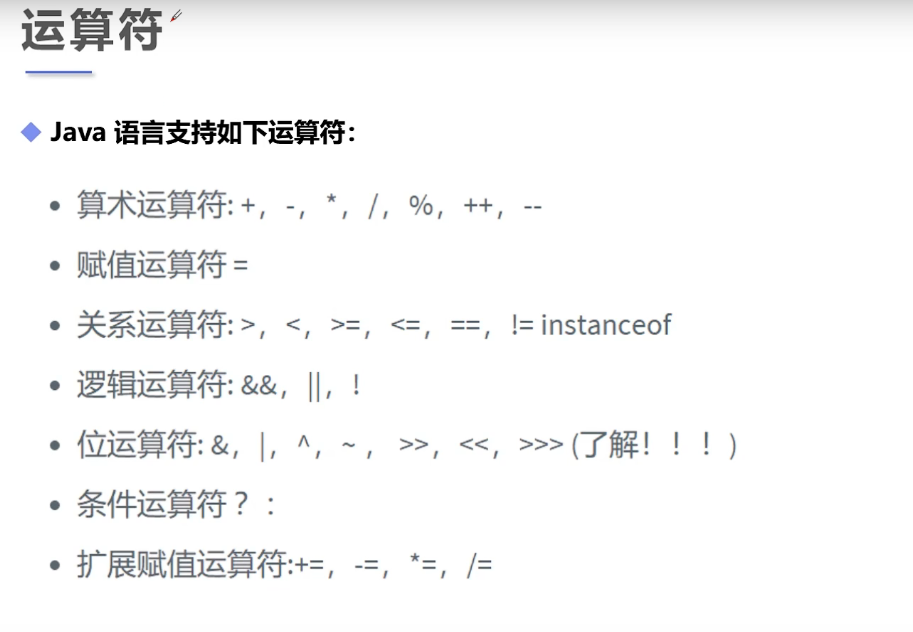 运算符
Java 语言支持如下运算符：
算术运算符: +，-，*，/，%，++，--
赋值运算符 =
关系运算符: >，<，>=，<=，==，!= instanceof
逻辑运算符: &&，||，!
位运算符: &，|，^，~ ， >>，<<，>>> (了解！！！)
条件运算符？：
扩展赋值运算符:+=，-=，*=，/=